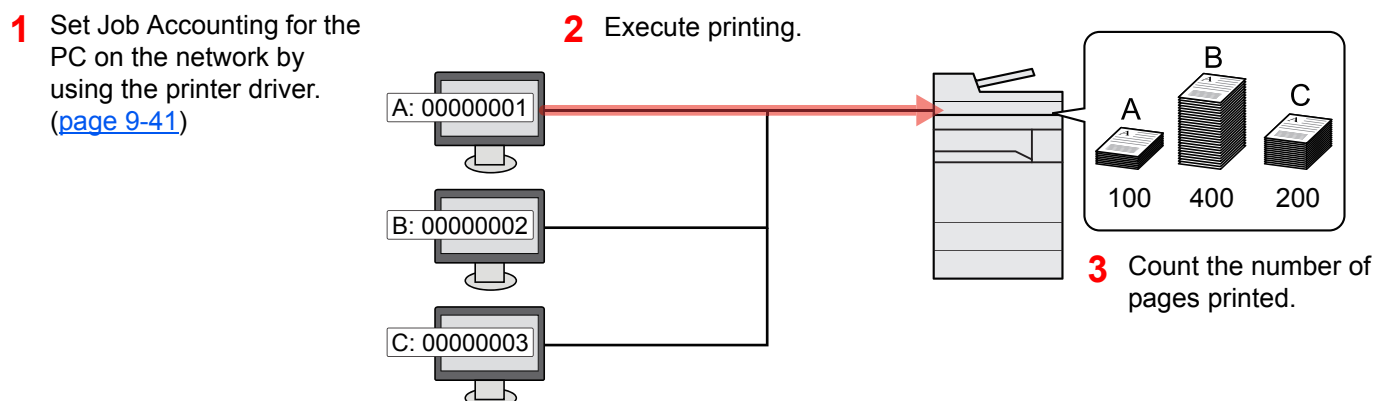 1 Set Job Accounting for the
PC on the network by
using the printer driver.
(page 9-41)
2 Execute printing.
A: 00000001
B: 00000002
C: 00000003
A
B
C
100
400
200
3 Count the number of
pages printed.